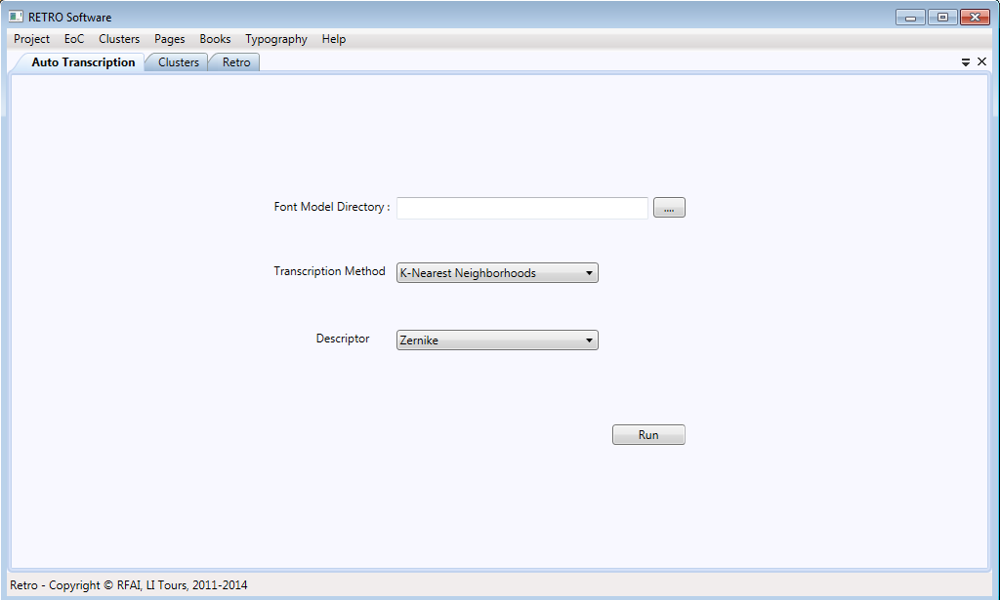 RETRO Software
Project EoC Clusters Pages Books Typography Help
Auto Transcription Clusters Retro
Font Model Directory : ....
Transcription Method K-Nearest Neighborhoods
Descriptor Zernike
Run
Retro - Copyright © RFAI, LI Tours, 2011-2014